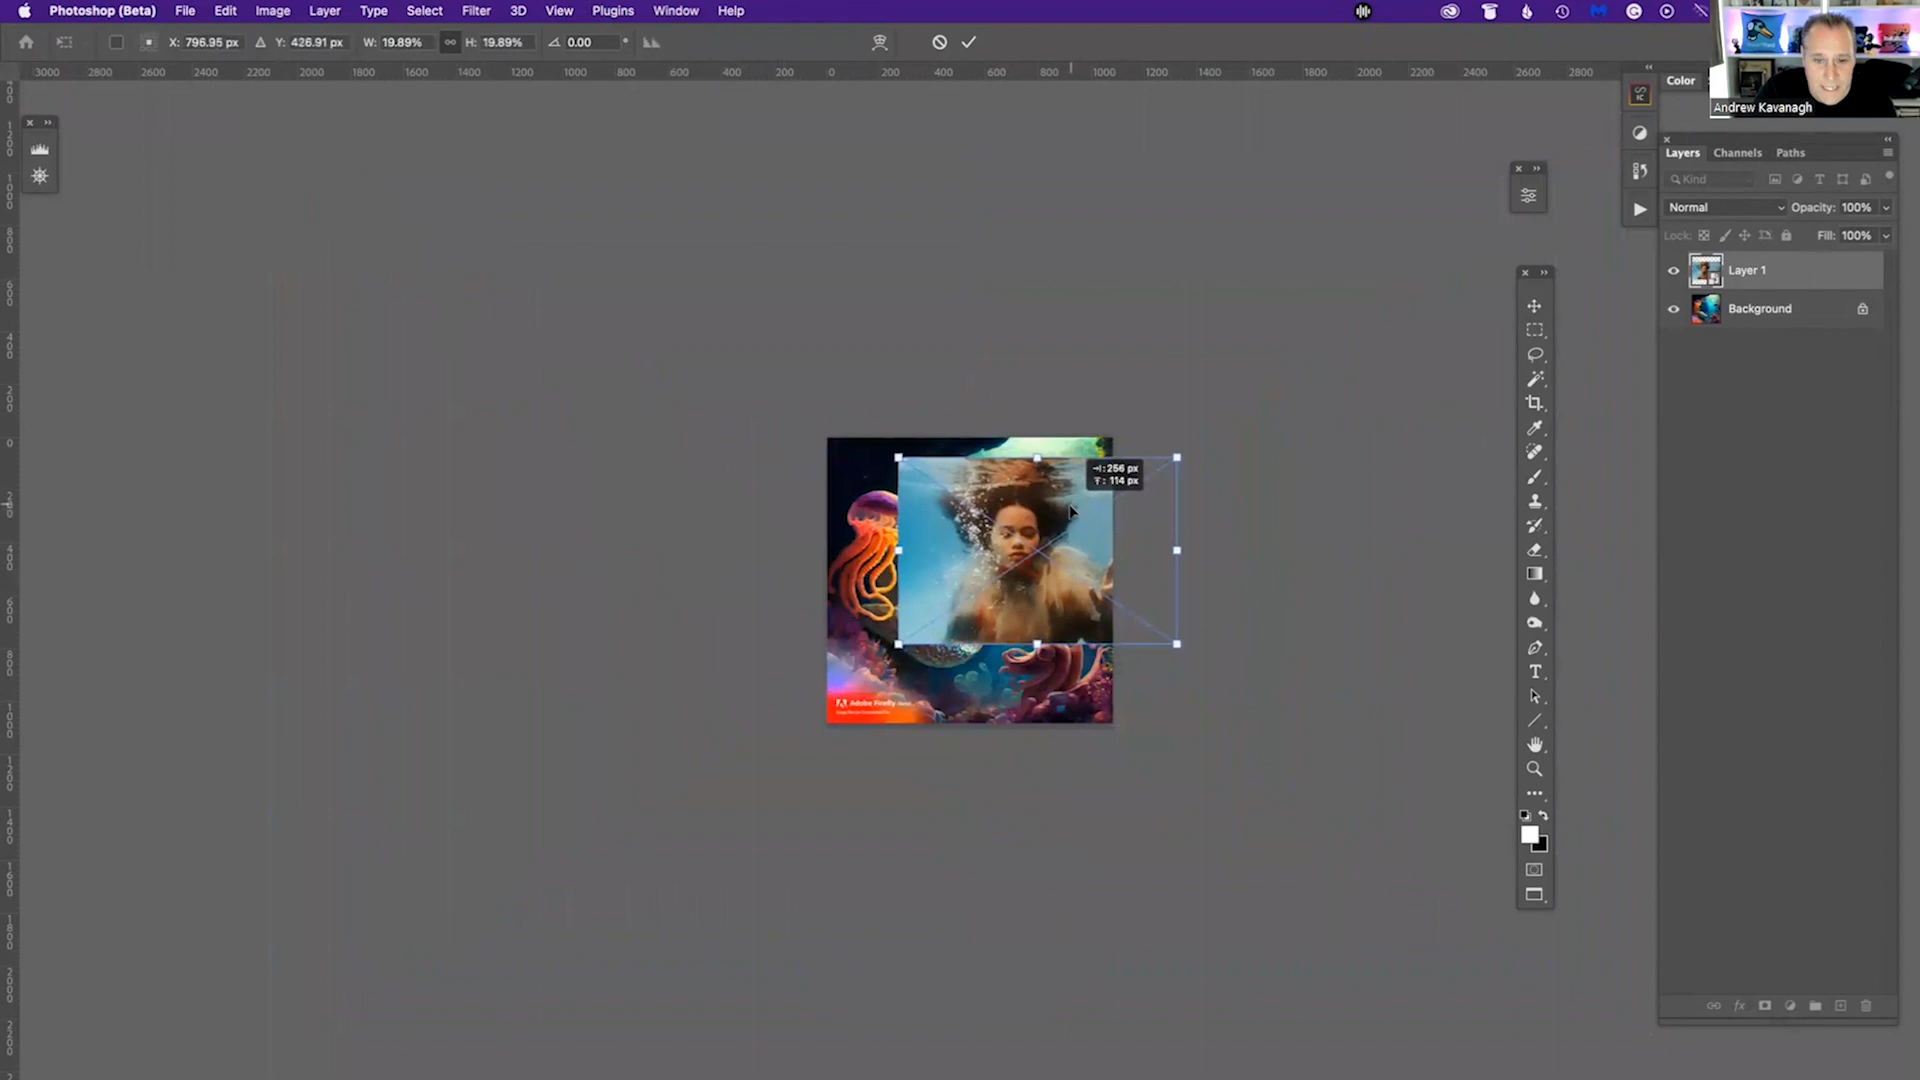 Photoshop (Beta) File Edit Image Layer Type Select Filter 3D View Plugins Window Help
X: 796.95 px Y: 426.91 px W: 19.89% H: 19.89% 0.00 °
3000 2800 2600 2400 2200 2000 1800 1600 1400 1200 1000 800 600 400 200 0 200 400 600 800 1000 1200 1400 1600 1800 2000 2200 2400 2600 2800
Color
Andrew Kavanagh
Layers Channels Paths
Kind
Normal Opacity: 100%
Lock: Fill: 100%
Layer 1
Background
: 256 px
: 114 px
Adobe Firefly